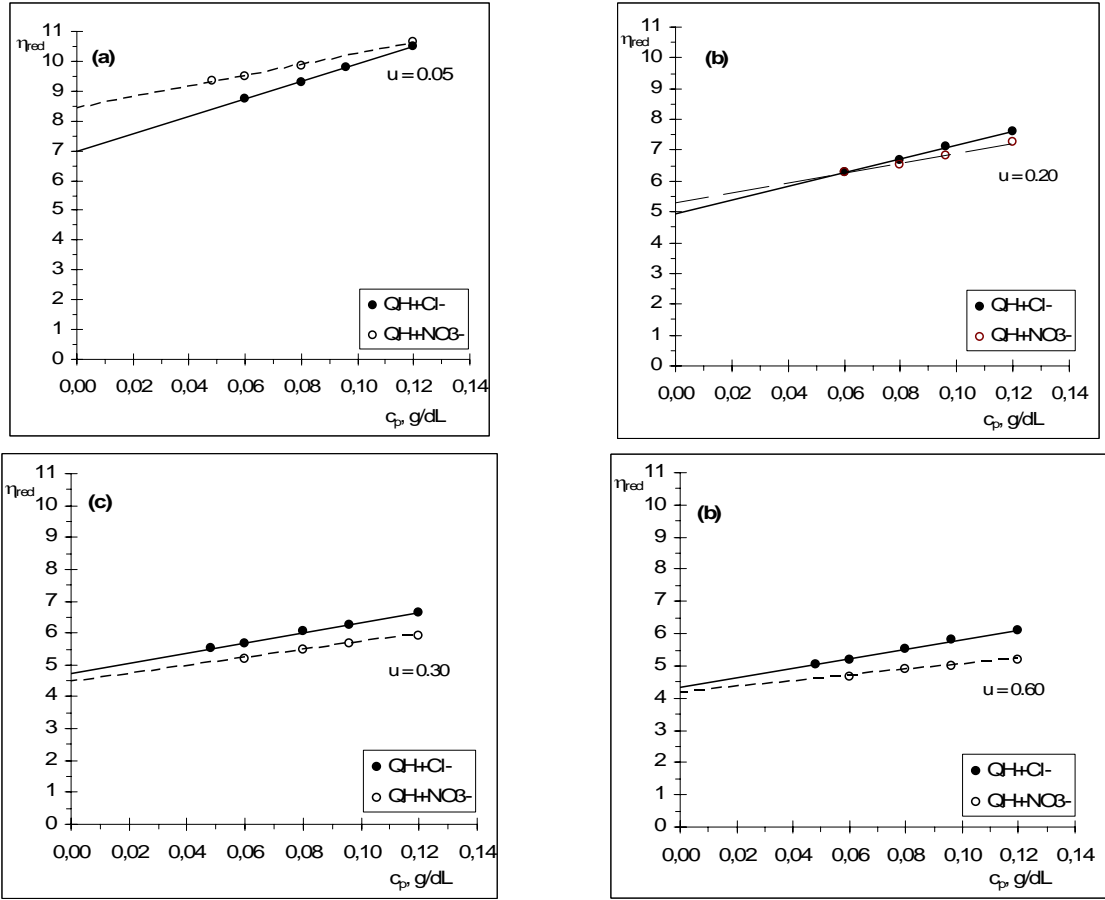 11
ηred
10
(a)
9
8
7
6
5
4
3
2
1
0
u = 0.05
QH+Cl-
QH+NO3-
0,00 0,02 0,04 0,06 0,08 0,10 0,12 0,14
cp, g/dL
11
ηred
10
(b)
9
8
7
6
5
4
3
2
1
0
u = 0.20
QH+Cl-
QH+NO3-
0,00 0,02 0,04 0,06 0,08 0,10 0,12 0,14
cp, g/dL
11
ηred
10
(c)
9
8
7
6
5
4
3
2
1
0
u = 0.30
QH+Cl-
QH+NO3-
0,00 0,02 0,04 0,06 0,08 0,10 0,12 0,14
cp, g/dL
11
ηred
10
(b)
9
8
7
6
5
4
3
2
1
0
u = 0.60
QH+Cl-
QH+NO3-
0,00 0,02 0,04 0,06 0,08 0,10 0,12 0,14
cp, g/dL